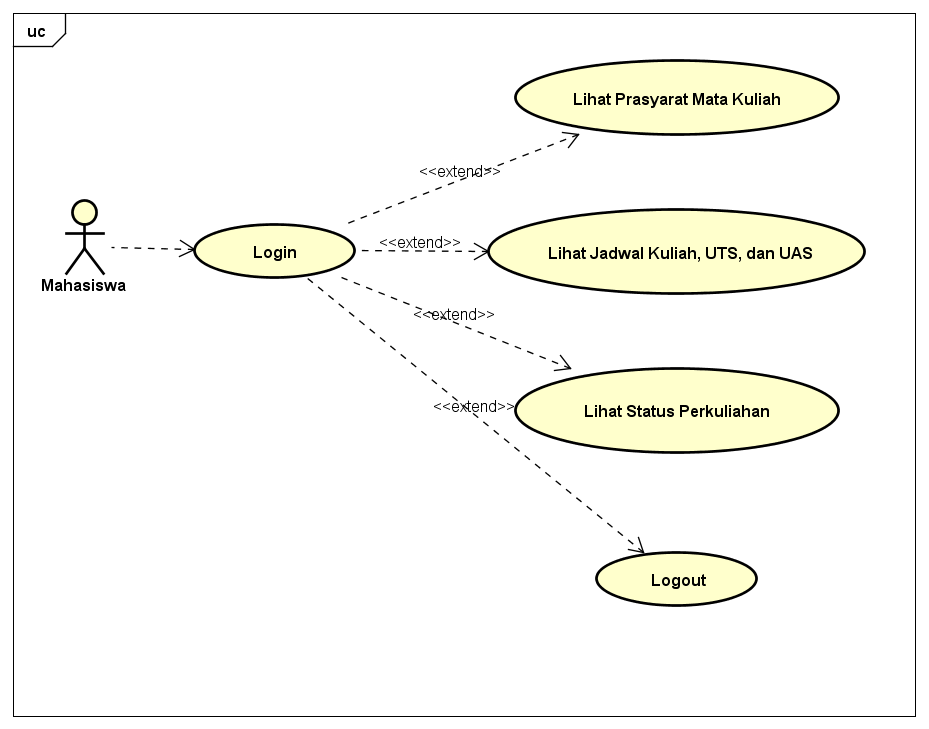 uc
Lihat Prasyarat Mata Kuliah
<<extend>>
<<extend>>
Login
Lihat Jadwal Kuliah, UTS, dan UAS
Mahasiswa
<<extend>>
<<extend>>
Lihat Status Perkuliahan
Logout